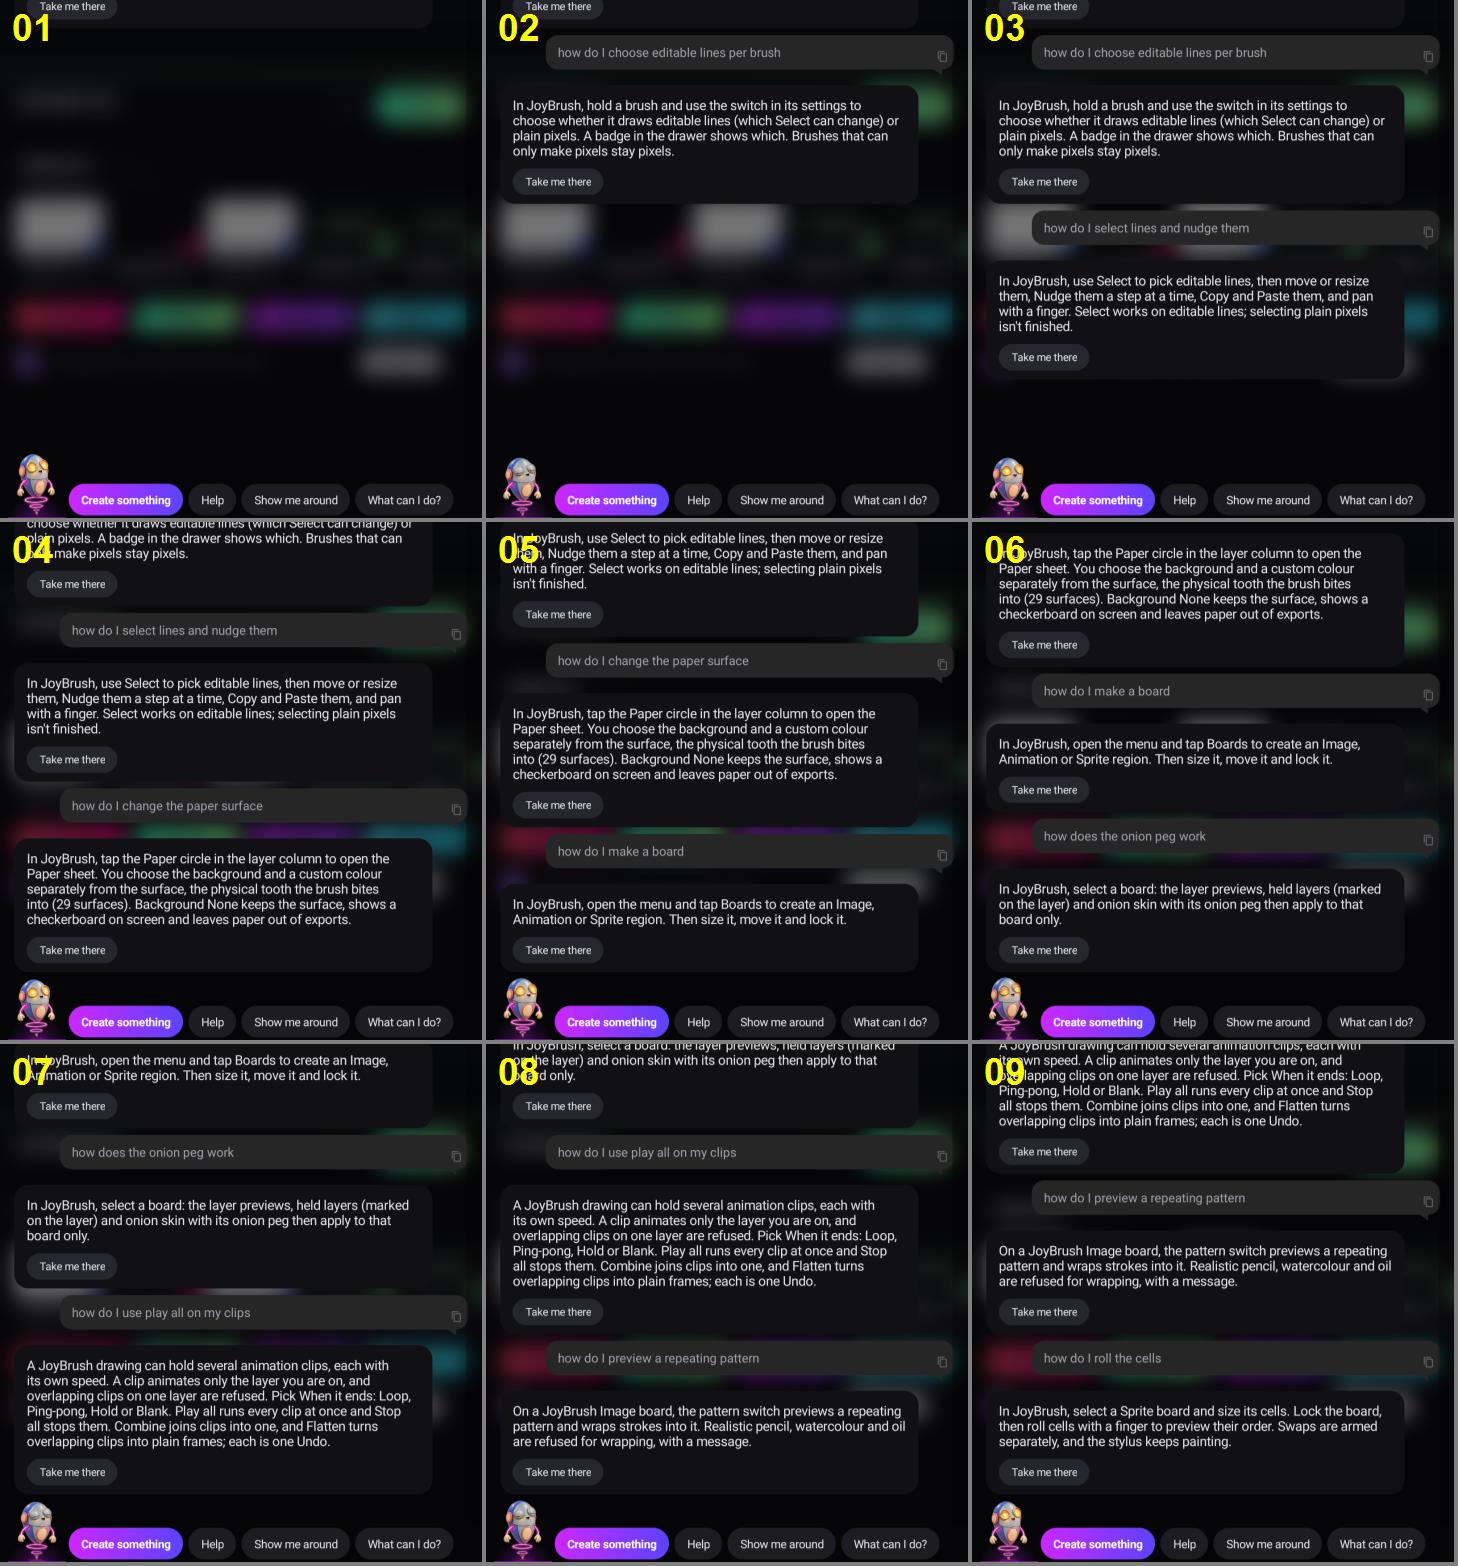 Take me there
01
Create something
Help
Show me around
What can I do?
Take me there
02
how do I choose editable lines per brush
In JoyBrush, hold a brush and use the switch in its settings to
choose whether it draws editable lines (which Select can change) or
plain pixels. A badge in the drawer shows which. Brushes that can
only make pixels stay pixels.
Take me there
Create something
Help
Show me around
What can I do?
Take me there
03
how do I choose editable lines per brush
In JoyBrush, hold a brush and use the switch in its settings to
choose whether it draws editable lines (which Select can change) or
plain pixels. A badge in the drawer shows which. Brushes that can
only make pixels stay pixels.
Take me there
how do I select lines and nudge them
In JoyBrush, use Select to pick editable lines, then move or resize
them, Nudge them a step at a time, Copy and Paste them, and pan
with a finger. Select works on editable lines; selecting plain pixels
isn't finished.
Take me there
Create something
Help
Show me around
What can I do?
04
choose whether it draws editable lines (which Select can change) or
plain pixels. A badge in the drawer shows which. Brushes that can
only make pixels stay pixels.
Take me there
how do I select lines and nudge them
In JoyBrush, use Select to pick editable lines, then move or resize
them, Nudge them a step at a time, Copy and Paste them, and pan
with a finger. Select works on editable lines; selecting plain pixels
isn't finished.
Take me there
how do I change the paper surface
In JoyBrush, tap the Paper circle in the layer column to open the
Paper sheet. You choose the background and a custom colour
separately from the surface, the physical tooth the brush bites
into (29 surfaces). Background None keeps the surface, shows a
checkerboard on screen and leaves paper out of exports.
Take me there
Create something
Help
Show me around
What can I do?
05
In JoyBrush, use Select to pick editable lines, then move or resize
them, Nudge them a step at a time, Copy and Paste them, and pan
with a finger. Select works on editable lines; selecting plain pixels
isn't finished.
Take me there
how do I change the paper surface
In JoyBrush, tap the Paper circle in the layer column to open the
Paper sheet. You choose the background and a custom colour
separately from the surface, the physical tooth the brush bites
into (29 surfaces). Background None keeps the surface, shows a
checkerboard on screen and leaves paper out of exports.
Take me there
how do I make a board
In JoyBrush, open the menu and tap Boards to create an Image,
Animation or Sprite region. Then size it, move it and lock it.
Take me there
Create something
Help
Show me around
What can I do?
06
In JoyBrush, tap the Paper circle in the layer column to open the
Paper sheet. You choose the background and a custom colour
separately from the surface, the physical tooth the brush bites
into (29 surfaces). Background None keeps the surface, shows a
checkerboard on screen and leaves paper out of exports.
Take me there
how do I make a board
In JoyBrush, open the menu and tap Boards to create an Image,
Animation or Sprite region. Then size it, move it and lock it.
Take me there
how does the onion peg work
In JoyBrush, select a board: the layer previews, held layers (marked
on the layer) and onion skin with its onion peg then apply to that
board only.
Take me there
Create something
Help
Show me around
What can I do?
07
In JoyBrush, open the menu and tap Boards to create an Image,
Animation or Sprite region. Then size it, move it and lock it.
Take me there
how does the onion peg work
In JoyBrush, select a board: the layer previews, held layers (marked
on the layer) and onion skin with its onion peg then apply to that
board only.
Take me there
how do I use play all on my clips
A JoyBrush drawing can hold several animation clips, each with
its own speed. A clip animates only the layer you are on, and
overlapping clips on one layer are refused. Pick When it ends: Loop,
Ping-pong, Hold or Blank. Play all runs every clip at once and Stop
all stops them. Combine joins clips into one, and Flatten turns
overlapping clips into plain frames; each is one Undo.
Take me there
Create something
Help
Show me around
What can I do?
08
In JoyBrush, select a board: the layer previews, held layers (marked
on the layer) and onion skin with its onion peg then apply to that
board only.
Take me there
how do I use play all on my clips
A JoyBrush drawing can hold several animation clips, each with
its own speed. A clip animates only the layer you are on, and
overlapping clips on one layer are refused. Pick When it ends: Loop,
Ping-pong, Hold or Blank. Play all runs every clip at once and Stop
all stops them. Combine joins clips into one, and Flatten turns
overlapping clips into plain frames; each is one Undo.
Take me there
how do I preview a repeating pattern
On a JoyBrush Image board, the pattern switch previews a repeating
pattern and wraps strokes into it. Realistic pencil, watercolour and oil
are refused for wrapping, with a message.
Take me there
Create something
Help
Show me around
What can I do?
09
A JoyBrush drawing can hold several animation clips, each with
its own speed. A clip animates only the layer you are on, and
overlapping clips on one layer are refused. Pick When it ends: Loop,
Ping-pong, Hold or Blank. Play all runs every clip at once and Stop
all stops them. Combine joins clips into one, and Flatten turns
overlapping clips into plain frames; each is one Undo.
Take me there
how do I preview a repeating pattern
On a JoyBrush Image board, the pattern switch previews a repeating
pattern and wraps strokes into it. Realistic pencil, watercolour and oil
are refused for wrapping, with a message.
Take me there
how do I roll the cells
In JoyBrush, select a Sprite board and size its cells. Lock the board,
then roll cells with a finger to preview their order. Swaps are armed
separately, and the stylus keeps painting.
Take me there
Create something
Help
Show me around
What can I do?